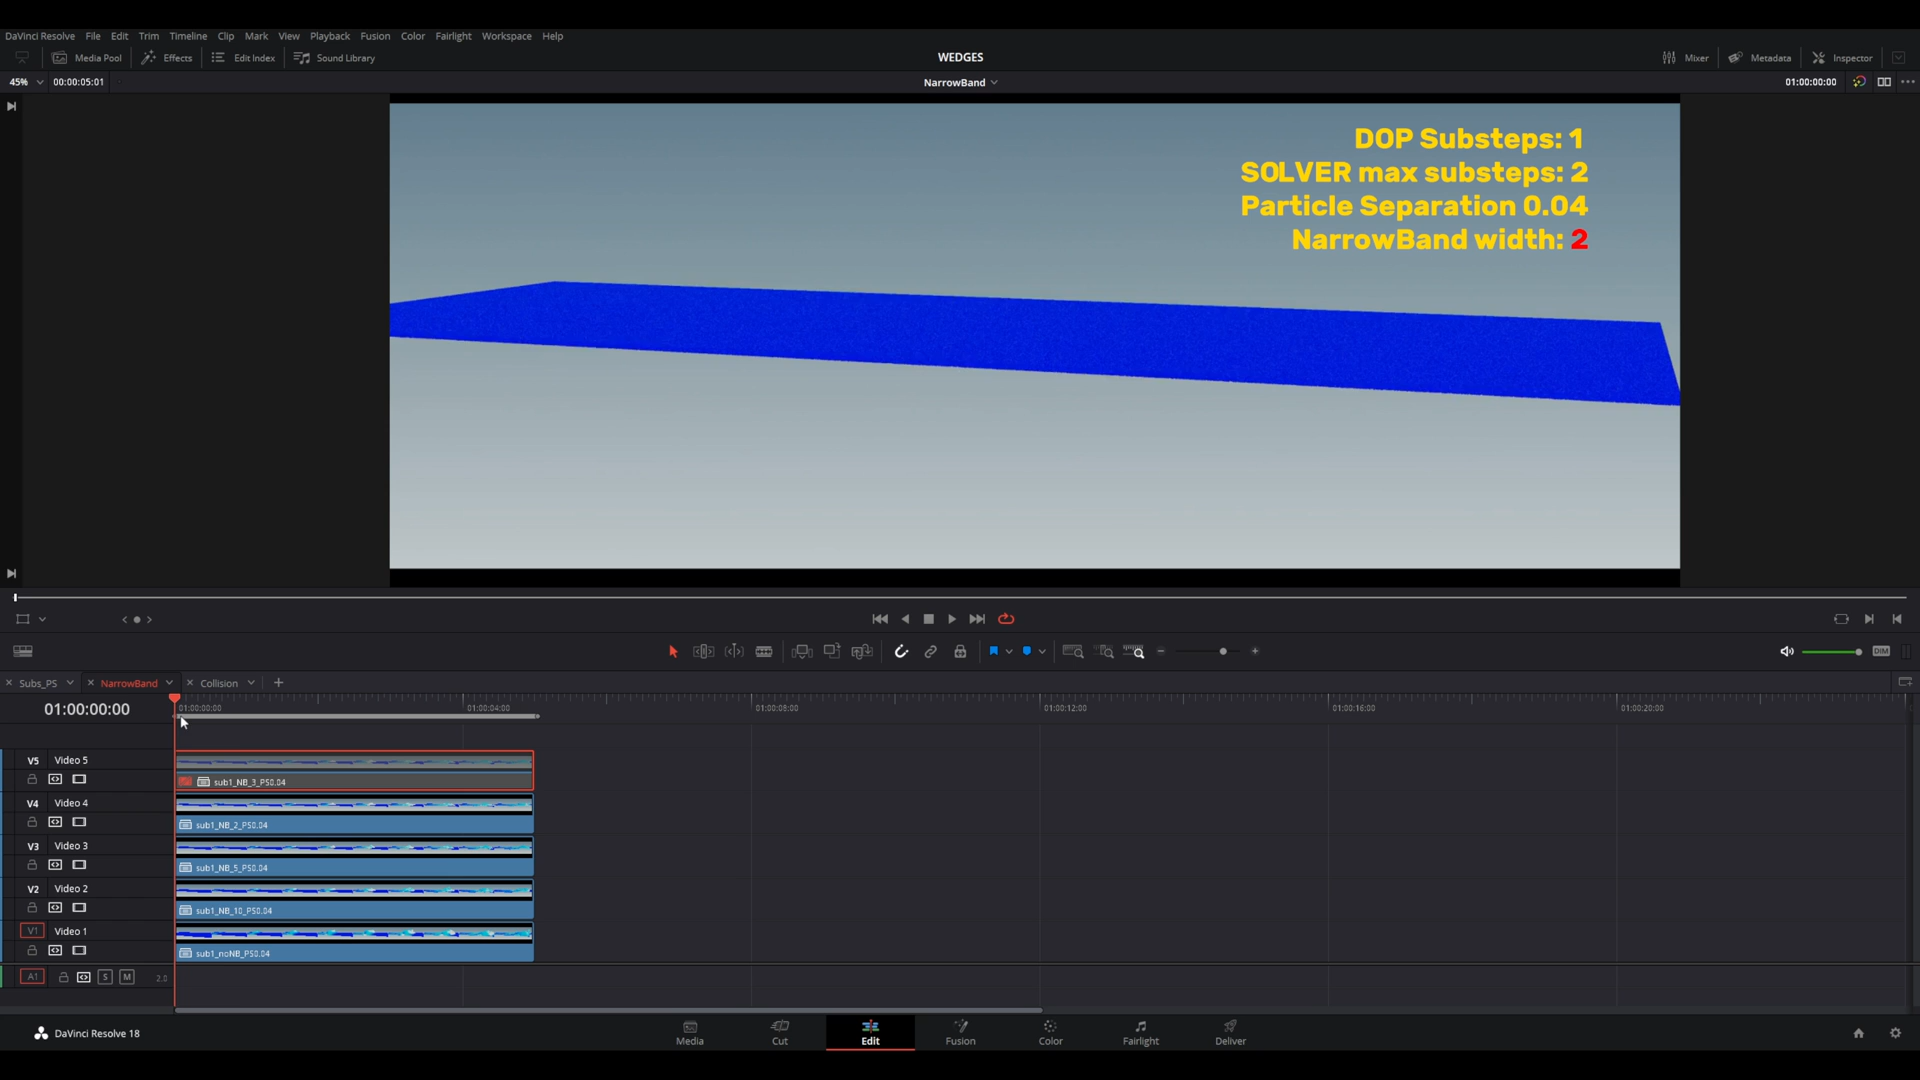 DaVinci Resolve File Edit Trim Timeline Clip Mark View Playback Fusion Color Fairlight Workspace Help
Media Pool Effects Edit Index Sound Library WEDGES Mixer Metadata Inspector
45% 00:00:05:01 NarrowBand 01:00:00:00
DOP Substeps: 1
SOLVER max substeps: 2
Particle Separation 0.04
NarrowBand width: 2
DIM
Subs_PS NarrowBand Collision
01:00:00:00 01:00:00:00 01:00:04:00 01:00:08:00 01:00:12:00 01:00:16:00 01:00:20:00
V5 Video 5
sub1_NB_3_PS0.04
V4 Video 4
sub1_NB_2_PS0.04
V3 Video 3
sub1_NB_5_PS0.04
V2 Video 2
sub1_NB_10_PS0.04
V1 Video 1
sub1_noNB_PS0.04
A1 S M 2.0
DaVinci Resolve 18 Media Cut Edit Fusion Color Fairlight Deliver